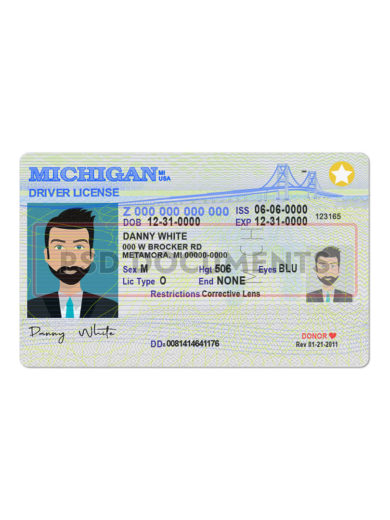 MICHIGAN MI USA
DRIVER LICENSE
Z 000 000 000 000 ISS 06-06-0000
DOB 12-31-0000 EXP 12-31-0000
123165
DANNY WHITE
000 W BROCKER RD
METAMORA, MI 00000-0000
PSD DOCUMENT
Sex M Hgt 506 Eyes BLU
Lic Type O End NONE
Restrictions Corrective Lens
Danny White
DD 0081414641176
DONOR
Rev 01-21-2011